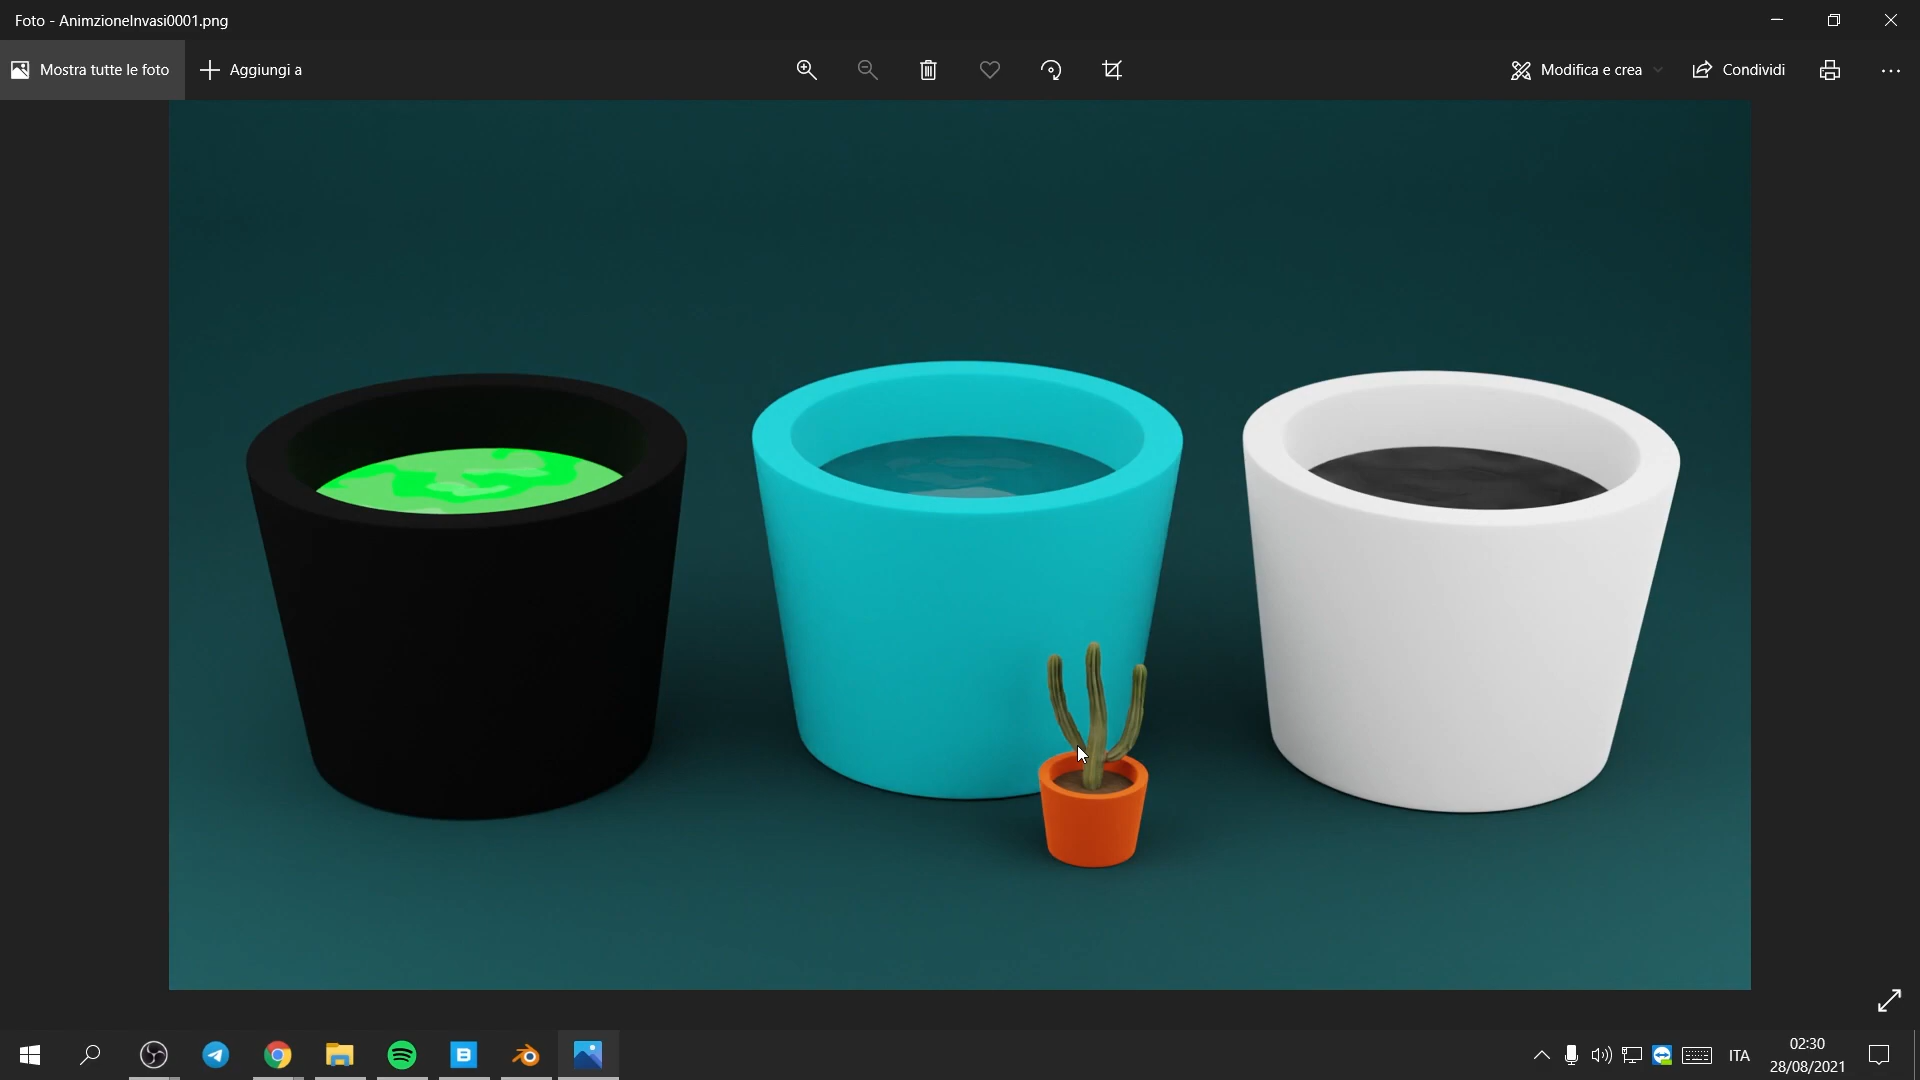 Foto - AnimzioneInvasi0001.png
Mostra tutte le foto
Aggiungi a
Modifica e crea
Condividi
B
ITA
02:30
28/08/2021